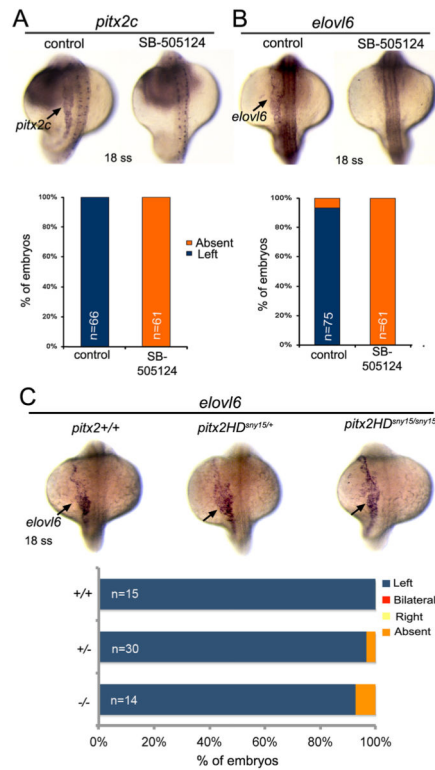 A
pitx2c
control
SB-505124
pitx2c
18 ss
B
elovl6
control
SB-505124
elovl6
18 ss
% of embryos
100%
80%
60%
40%
20%
0%
n=66
n=61
control
SB-
505124
Absent
Left
% of embryos
100%
80%
60%
40%
20%
0%
n=75
n=61
control
SB-
505124
C
elovl6
pitx2+/+
pitx2HDsny15/+
pitx2HDsny15/sny15
elovl6
18 ss
+/+
n=15
+/-
n=30
-/-
n=14
0%
20%
40%
60%
80%
100%
% of embryos
Left
Bilateral
Right
Absent